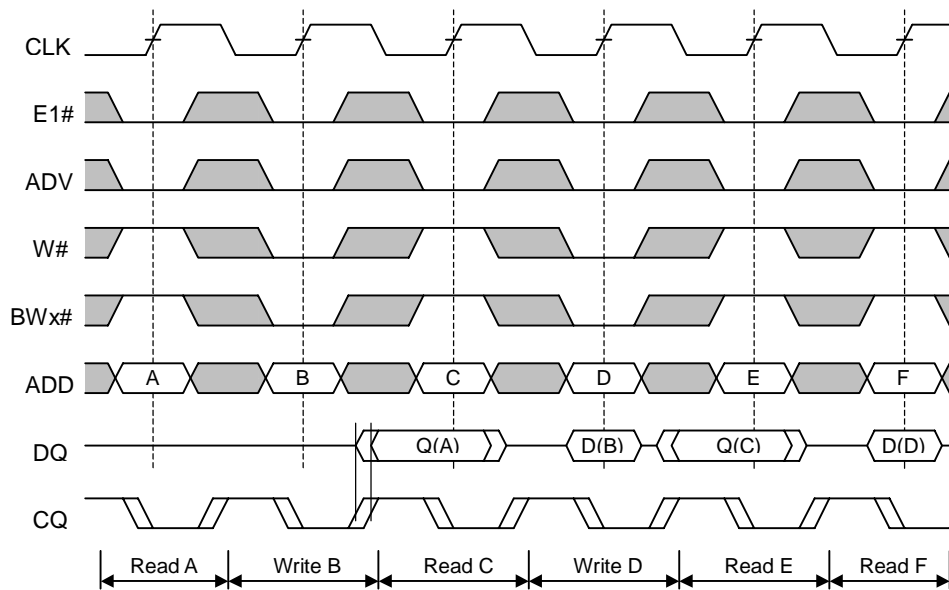 CLK
E1#
ADV
W#
BWx#
ADD A B C D E F
DQ Q(A) D(B) Q(C) D(D)
CQ
Read A Write B Read C Write D Read E Read F